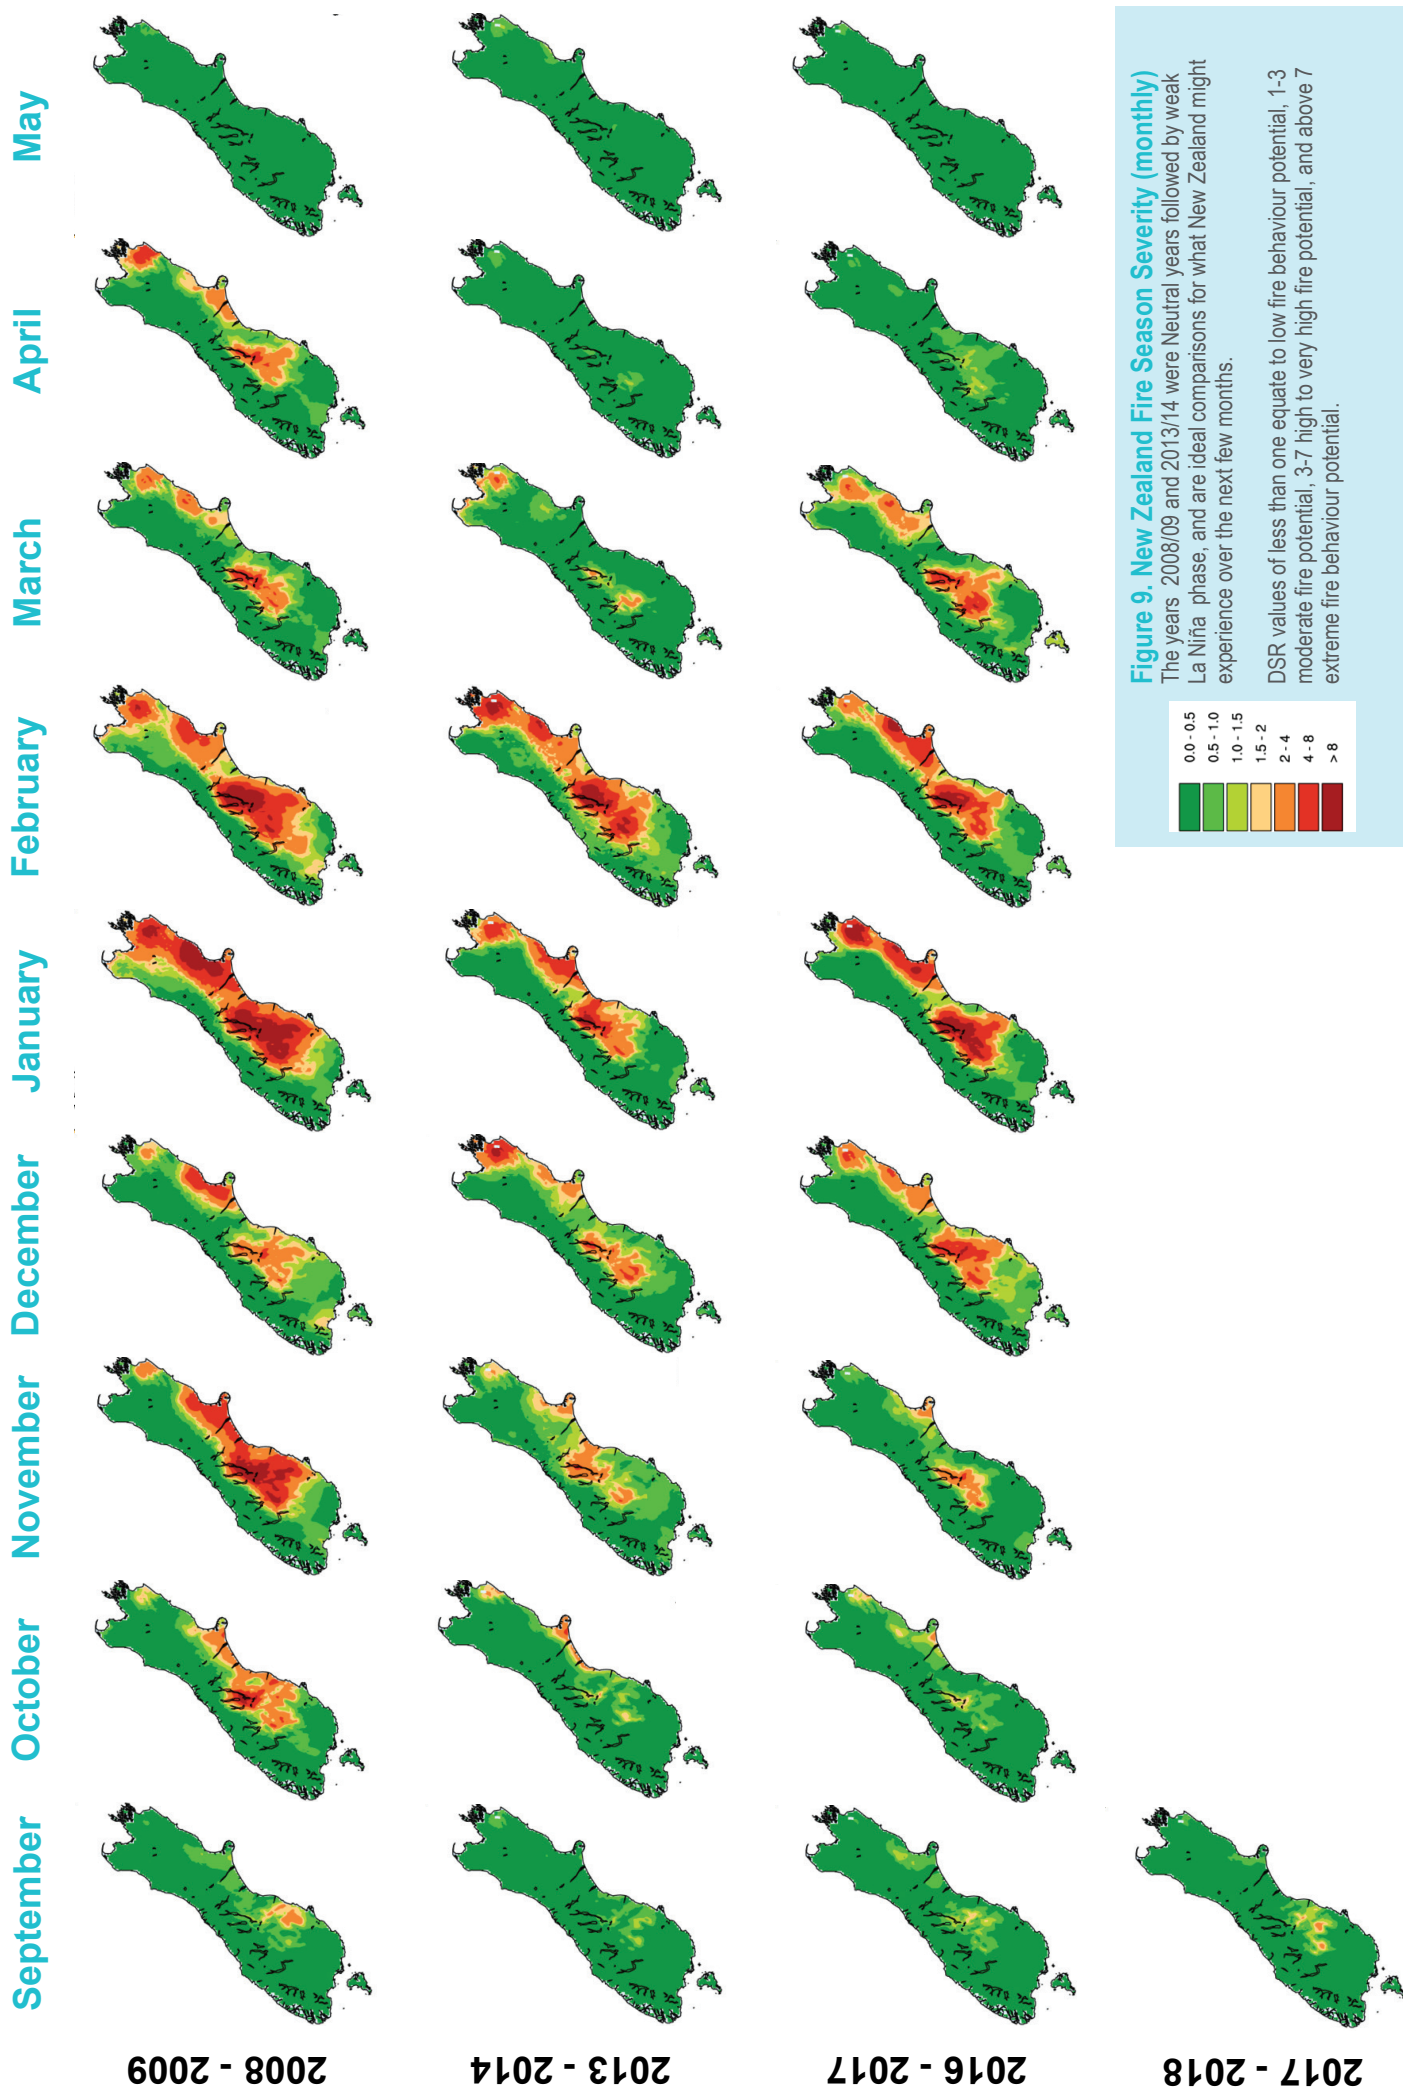 September
October
November
December
January
February
March
April
May
2008 - 2009
2013 - 2014
2016 - 2017
2017 - 2018
0.0 - 0.5
0.5 - 1.0
1.0 - 1.5
1.5 - 2
2 - 4
4 - 8
> 8
Figure 9. New Zealand Fire Season Severity (monthly)
The years 2008/09 and 2013/14 were Neutral years followed by weak
La Niña phase, and are ideal comparisons for what New Zealand might
experience over the next few months.
DSR values of less than one equate to low fire behaviour potential, 1-3
moderate fire potential, 3-7 high to very high fire potential, and above 7
extreme fire behaviour potential.